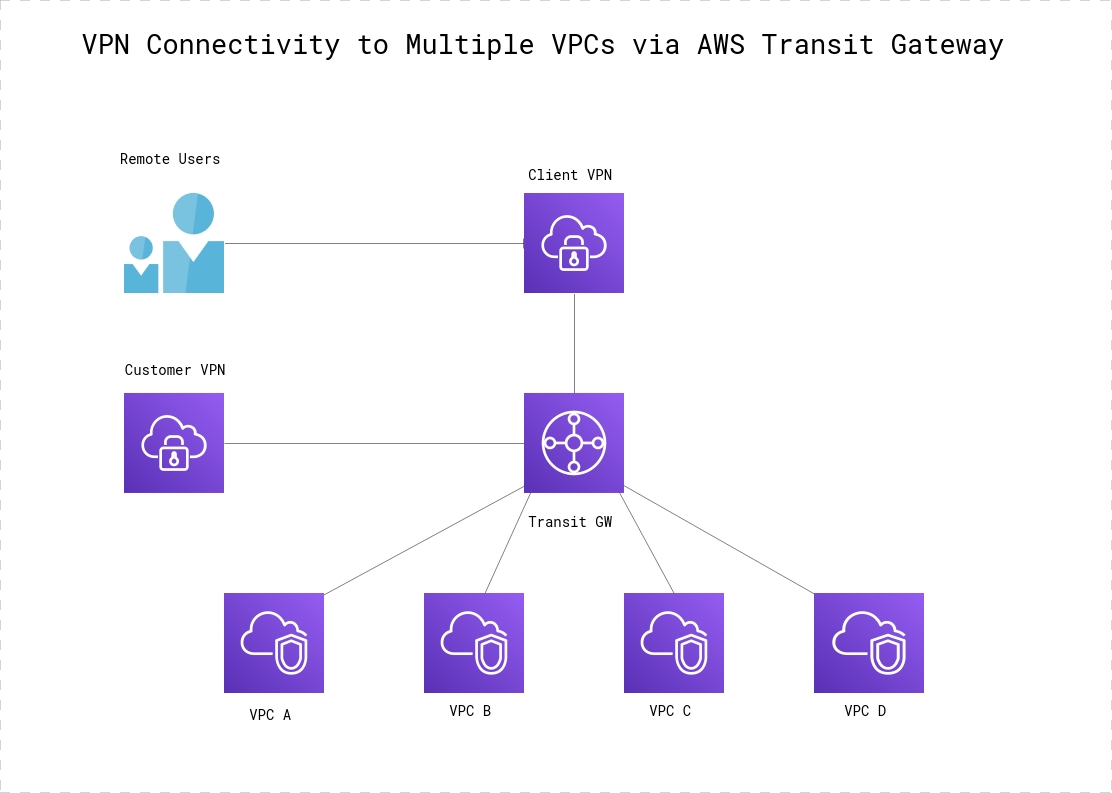 VPN Connectivity to Multiple VPCs via AWS Transit Gateway
Remote Users
Client VPN
Customer VPN
Transit GW
VPC A
VPC B
VPC C
VPC D